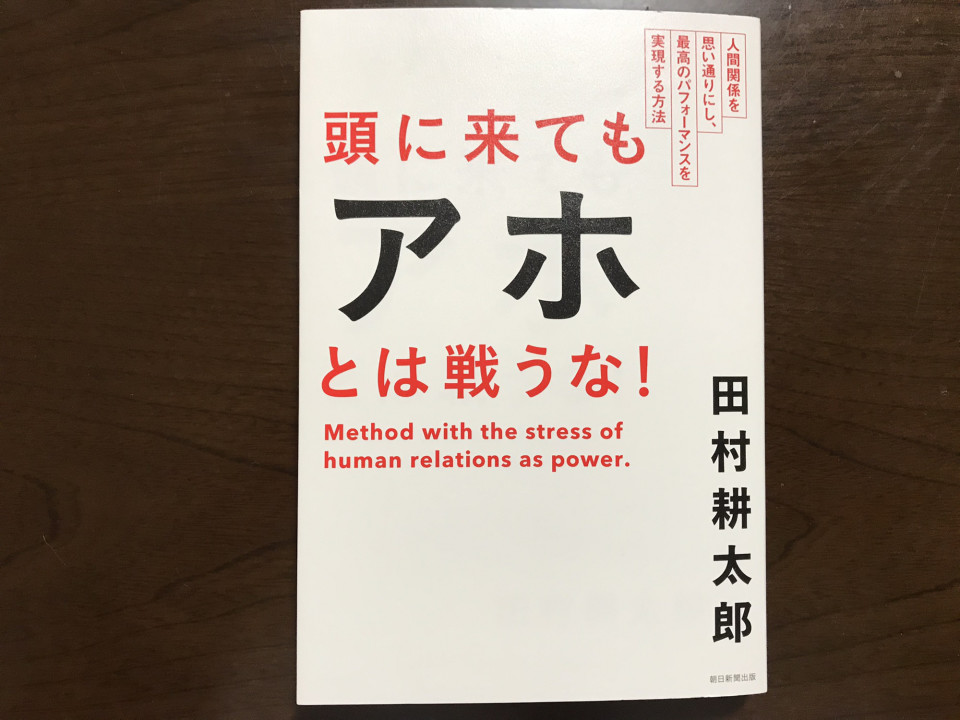 人間関係を
思い通りにし、
最高のパフォーマンスを
実現する方法
頭に来ても
アホ
とは戦うな！
Method with the stress of
human relations as power.
田村耕太郎
朝日新聞出版